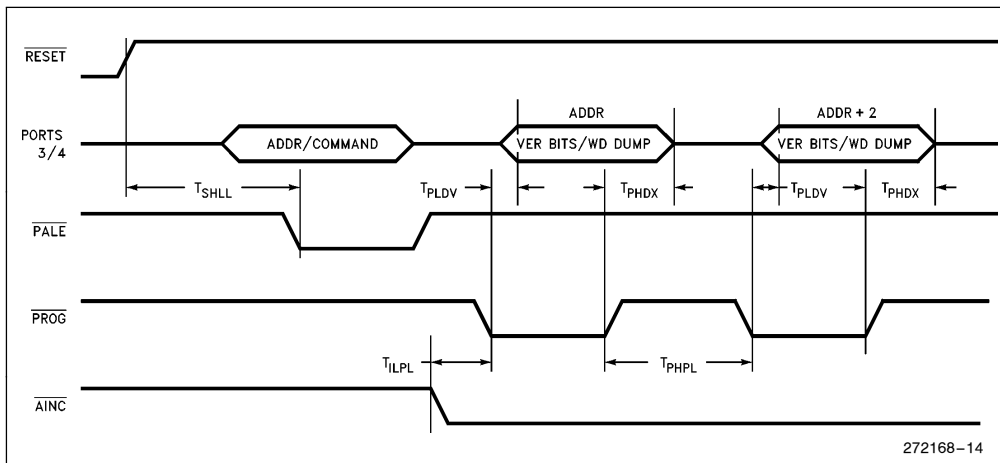 RESET
PORTS
3/4
ADDR/COMMAND
ADDR
VER BITS/WD DUMP
ADDR + 2
VER BITS/WD DUMP
TSHLL
TPLDV
TPHDX
TPLDV
TPHDX
PALE
PROG
TILPL
TPHPL
AINC
272168–14